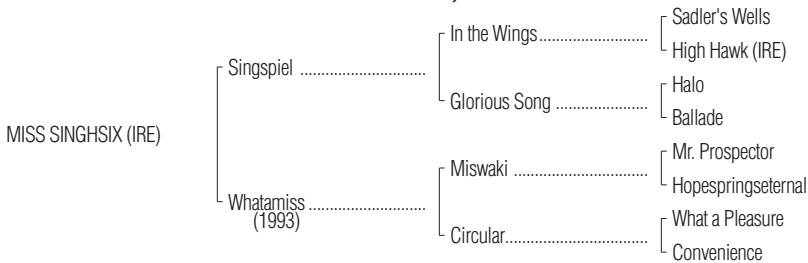 Sadler's Wells
In the Wings
High Hawk (IRE)
Singspiel
Halo
Glorious Song
Ballade
MISS SINGHSIX (IRE)
Mr. Prospector
Miswaki
Hopespringseternal
Whatamiss
(1993)
What a Pleasure
Circular
Convenience